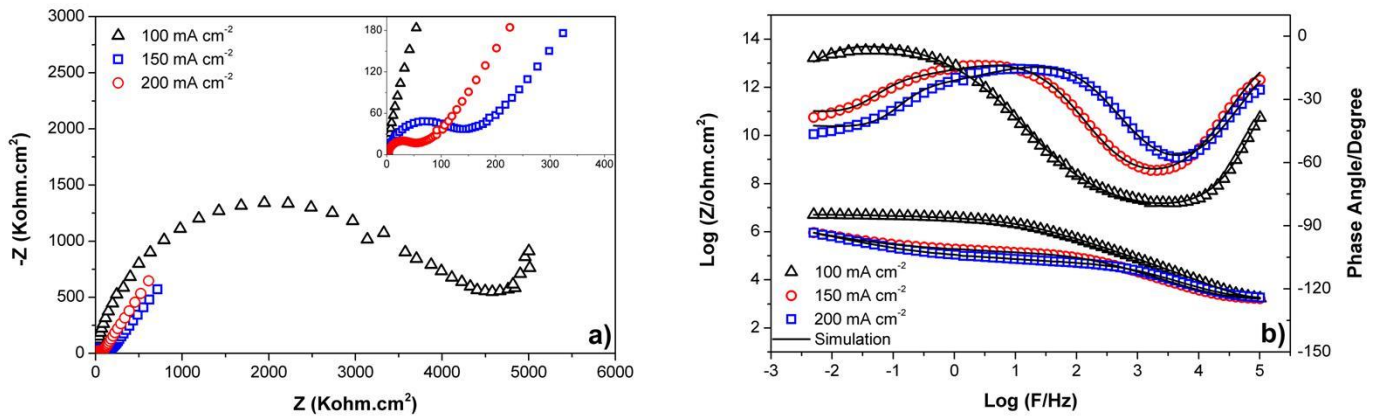 3000
2500
2000
1500
1000
500
0
-Z (Kohm.cm²)
0 1000 2000 3000 4000 5000 6000
Z (Kohm.cm²)
100 mA cm⁻²
150 mA cm⁻²
200 mA cm⁻²
180
120
60
0
0 100 200 300 400
a)
14
12
10
8
6
4
2
Log (Z/ohm.cm²)
-3 -2 -1 0 1 2 3 4 5
Log (F/Hz)
0
-30
-60
-90
-120
-150
Phase Angle/Degree
100 mA cm⁻²
150 mA cm⁻²
200 mA cm⁻²
Simulation
b)